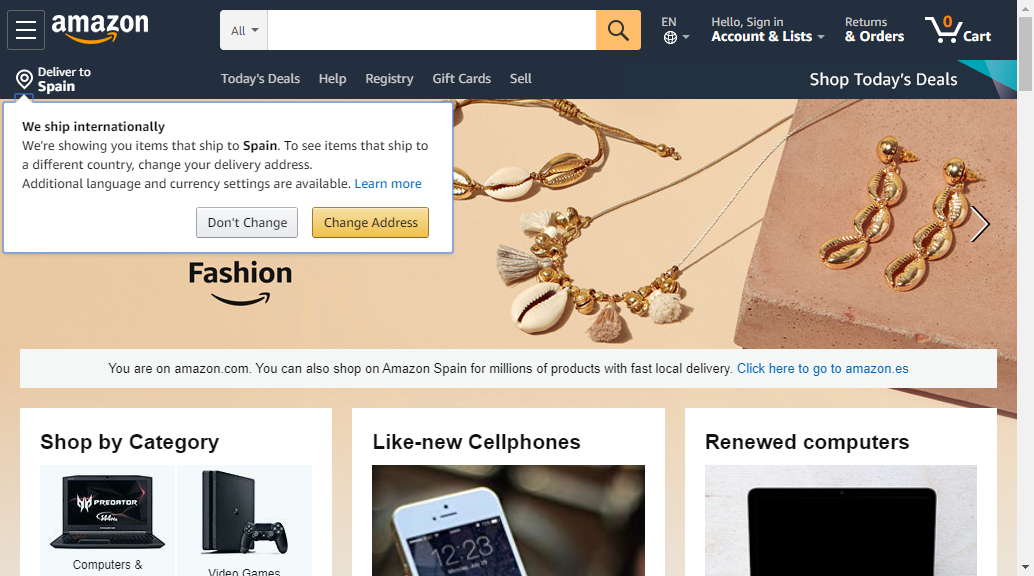 amazon
All
EN
Hello, Sign in
Account & Lists
Returns
& Orders
0
Cart
Deliver to
Spain
Today's Deals
Help
Registry
Gift Cards
Sell
Shop Today's Deals
We ship internationally
We're showing you items that ship to Spain. To see items that ship to
a different country, change your delivery address.
Additional language and currency settings are available. Learn more
Don't Change
Change Address
Fashion
You are on amazon.com. You can also shop on Amazon Spain for millions of products with fast local delivery. Click here to go to amazon.es
Shop by Category
Like-new Cellphones
Renewed computers
PREDATOR
12:23
Computers &
Video Games